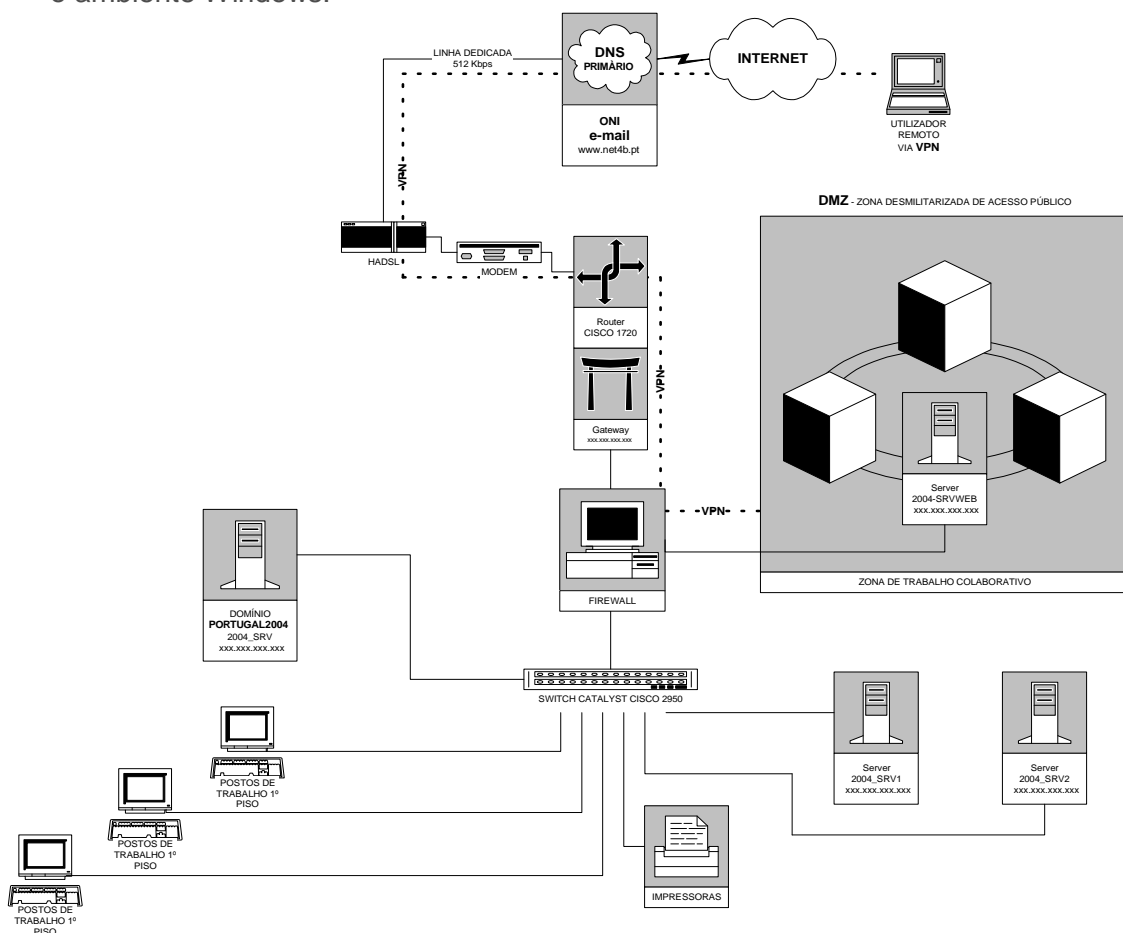 e ambiente Windows.
LINHA DEDICADA
512 Kbps
DNS
PRIMÀRIO
INTERNET
ONI
e-mail
www.net4b.pt
UTILIZADOR
REMOTO
VIA VPN
VPN
DMZ - ZONA DESMILITARIZADA DE ACESSO PÚBLICO
HADSL
MODEM
Router
CISCO 1720
VPN
Gateway
xxx.xxx.xxx.xxx
Server
2004-SRVWEB
xxx.xxx.xxx.xxx
VPN
ZONA DE TRABALHO COLABORATIVO
FIREWALL
DOMÍNIO
PORTUGAL2004
2004_SRV
xxx.xxx.xxx.xxx
SWITCH CATALYST CISCO 2950
Server
2004_SRV1
xxx.xxx.xxx.xxx
Server
2004_SRV2
xxx.xxx.xxx.xxx
POSTOS DE
TRABALHO 1º
PISO
POSTOS DE
TRABALHO 1º
PISO
IMPRESSORAS
POSTOS DE
TRABALHO 1º
PISO